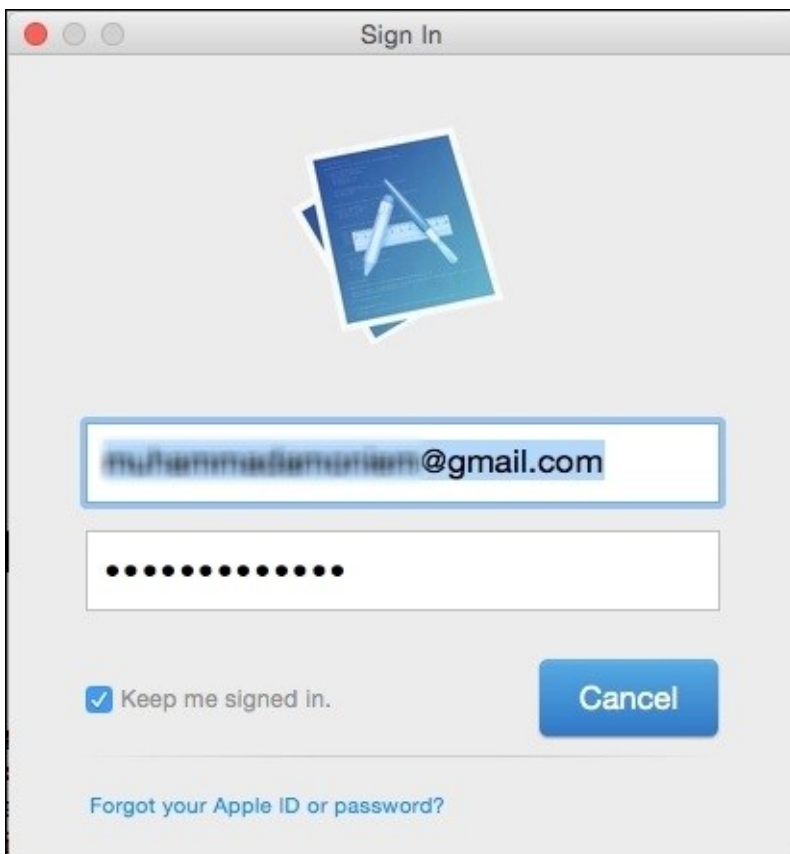 Sign In
@gmail.com
•••••••••••••
Keep me signed in.
Cancel
Forgot your Apple ID or password?